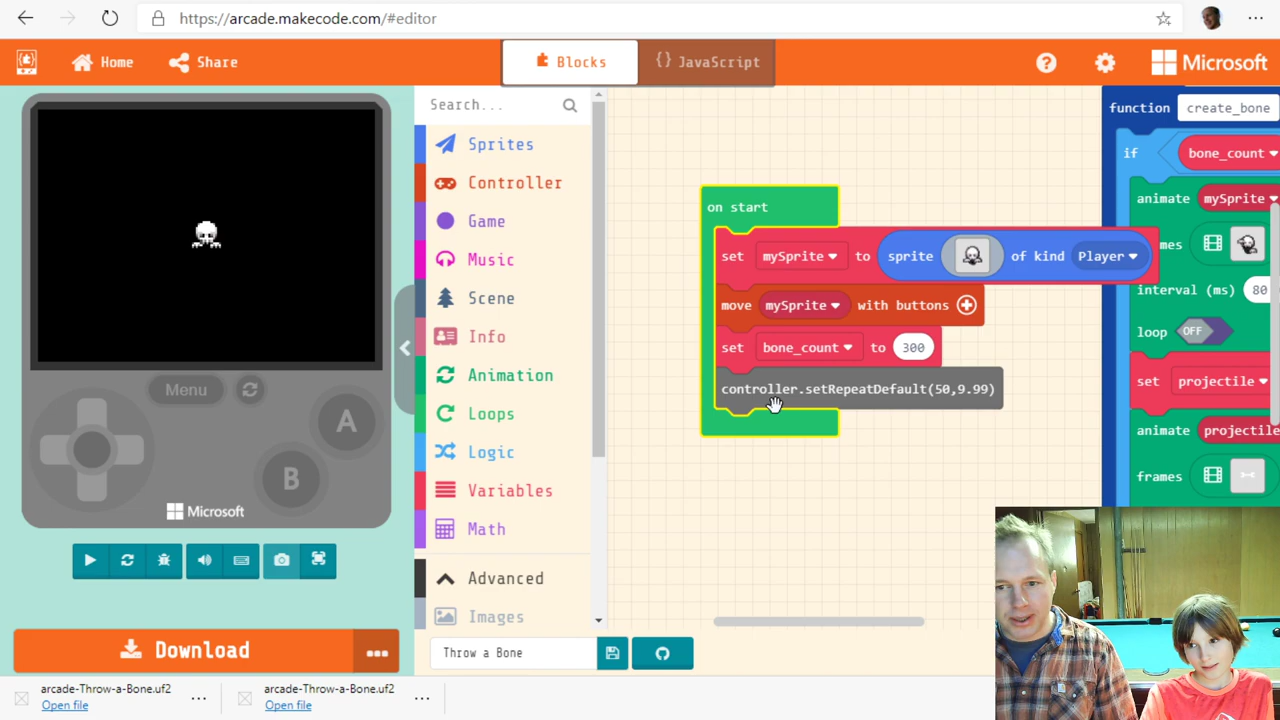 https://arcade.makecode.com/#editor
Home
Share
Blocks
{} JavaScript
?
Microsoft
Menu
A
B
Microsoft
Download
Search...
Sprites
Controller
Game
Music
Scene
Info
Animation
Loops
Logic
Variables
Math
Advanced
Images
on start
set mySprite to sprite of kind Player
move mySprite with buttons
set bone_count to 300
controller.setRepeatDefault(50,9.99)
function create_bone
if bone_count
animate mySprite
mes
interval (ms) 80
loop OFF
set projectile
animate projectile
frames
Throw a Bone
arcade-Throw-a-Bone.uf2
Open file
arcade-Throw-a-Bone.uf2
Open file